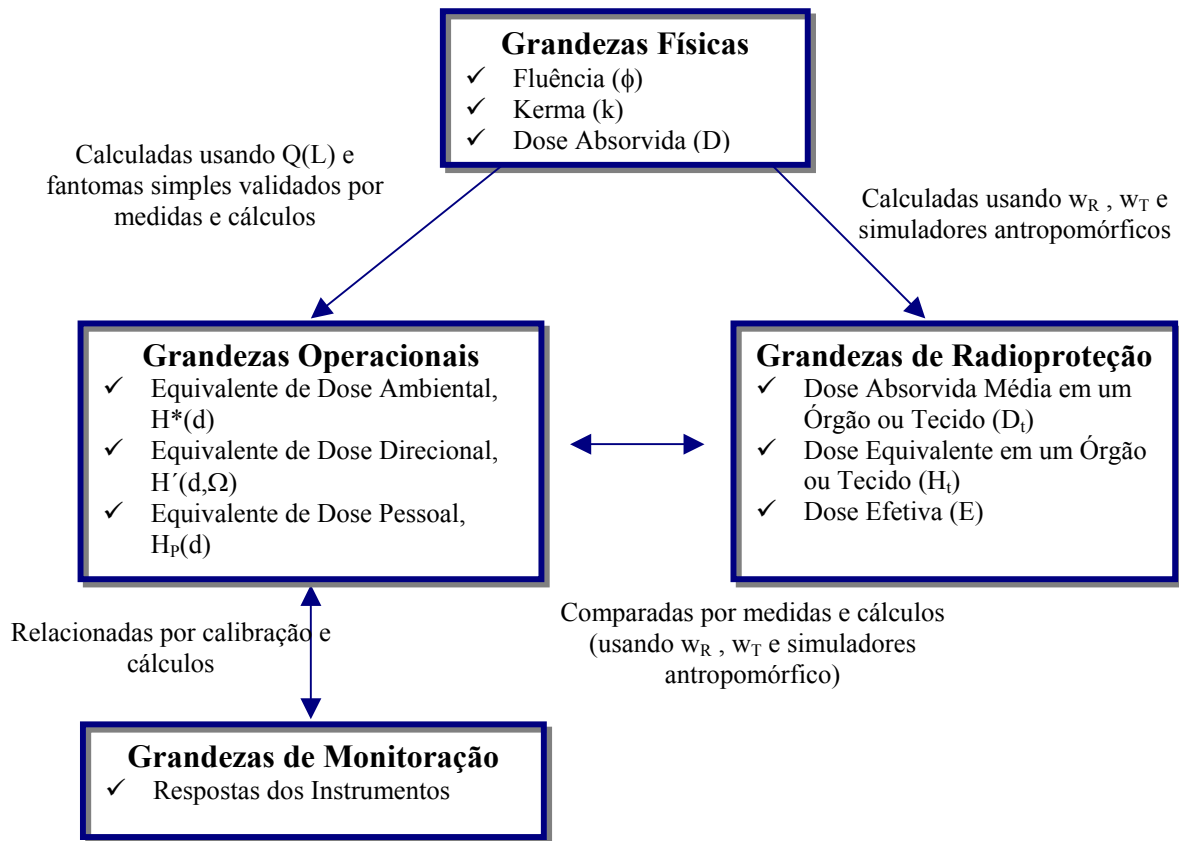 Grandezas Físicas
✓ Fluência (ϕ)
✓ Kerma (k)
✓ Dose Absorvida (D)
Calculadas usando Q(L) e
fantomas simples validados por
medidas e cálculos
Calculadas usando wR , wT e
simuladores antropomórficos
Grandezas Operacionais
✓ Equivalente de Dose Ambiental,
H*(d)
✓ Equivalente de Dose Direcional,
H´(d,Ω)
✓ Equivalente de Dose Pessoal,
HP(d)
Grandezas de Radioproteção
✓ Dose Absorvida Média em um
Órgão ou Tecido (Dt)
✓ Dose Equivalente em um Órgão
ou Tecido (Ht)
✓ Dose Efetiva (E)
Relacionadas por calibração e
cálculos
Comparadas por medidas e cálculos
(usando wR , wT e simuladores
antropomórfico)
Grandezas de Monitoração
✓ Respostas dos Instrumentos